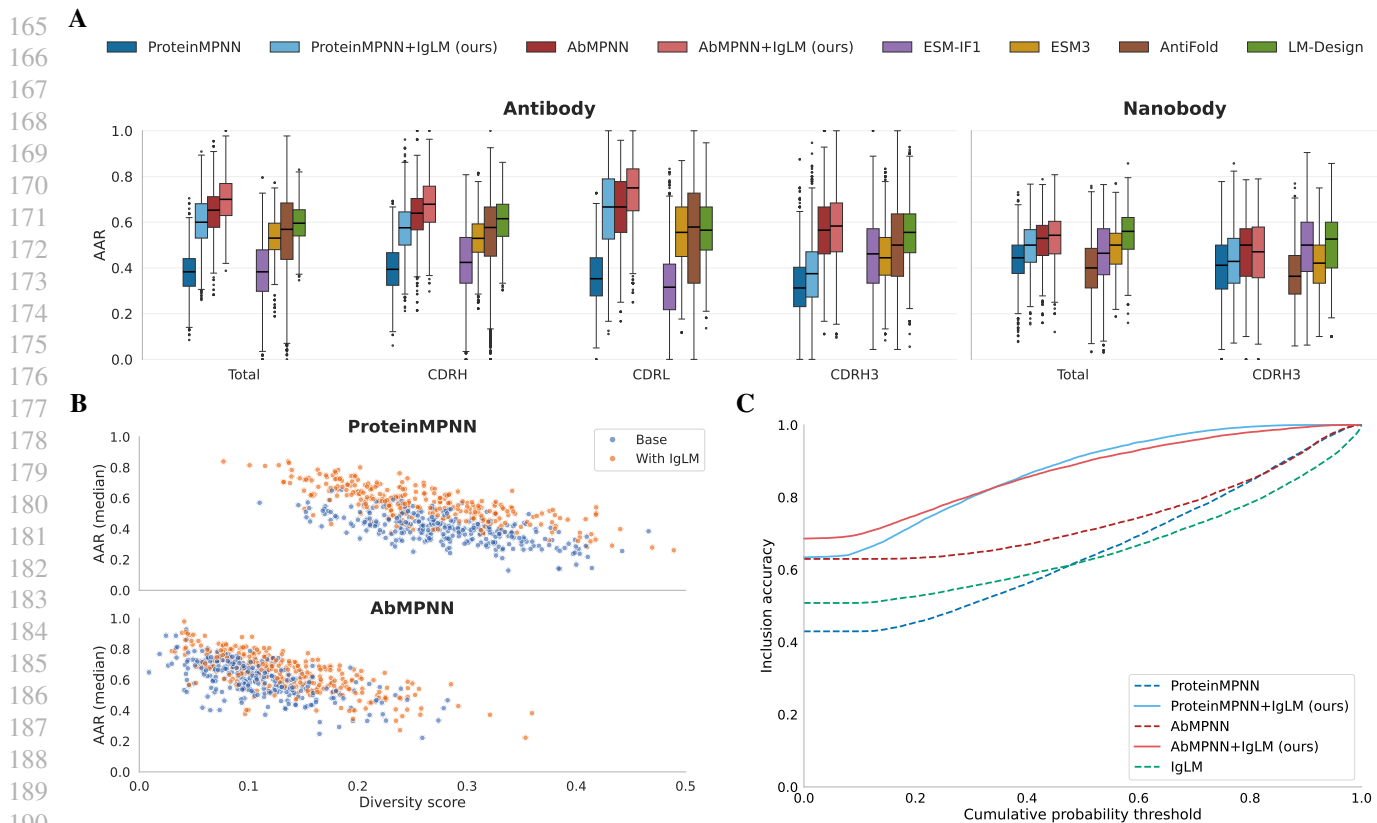 165
166
167
168
169
170
171
172
173
174
175
176
177
178
179
180
181
182
183
184
185
186
187
188
189
A
ProteinMPNN ProteinMPNN+IgLM (ours) AbMPNN AbMPNN+IgLM (ours) ESM-IF1 ESM3 AntiFold LM-Design
Antibody Nanobody
AAR
1.0
0.8
0.6
0.4
0.2
0.0
Total CDRH CDRL CDRH3 Total CDRH3
B
ProteinMPNN
Base
With IgLM
AAR (median)
1.0
0.8
0.6
0.4
0.2
0.0
AbMPNN
AAR (median)
1.0
0.8
0.6
0.4
0.2
0.0
0.0 0.1 0.2 0.3 0.4 0.5
Diversity score
C
Inclusion accuracy
1.0
0.8
0.6
0.4
0.2
0.0
ProteinMPNN
ProteinMPNN+IgLM (ours)
AbMPNN
AbMPNN+IgLM (ours)
IgLM
0.0 0.2 0.4 0.6 0.8 1.0
Cumulative probability threshold